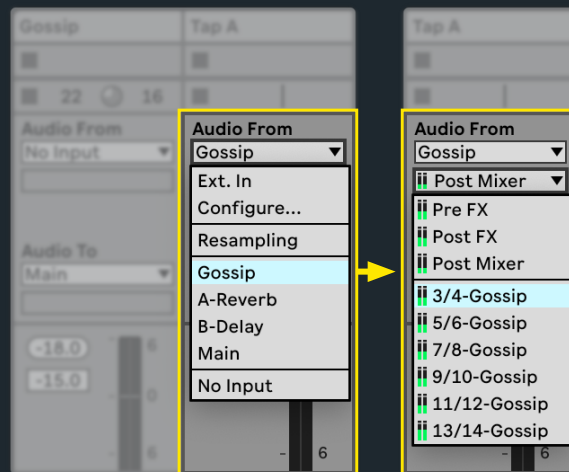 Gossip
Tap A
22
16
Audio From
No Input
Audio To
Main
-18.0
-15.0
6
0
6
Audio From
Gossip
Ext. In
Configure...
Resampling
Gossip
A-Reverb
B-Delay
Main
No Input
-
6
Tap A
Audio From
Gossip
Post Mixer
Pre FX
Post FX
Post Mixer
3/4-Gossip
5/6-Gossip
7/8-Gossip
9/10-Gossip
11/12-Gossip
13/14-Gossip
-
6